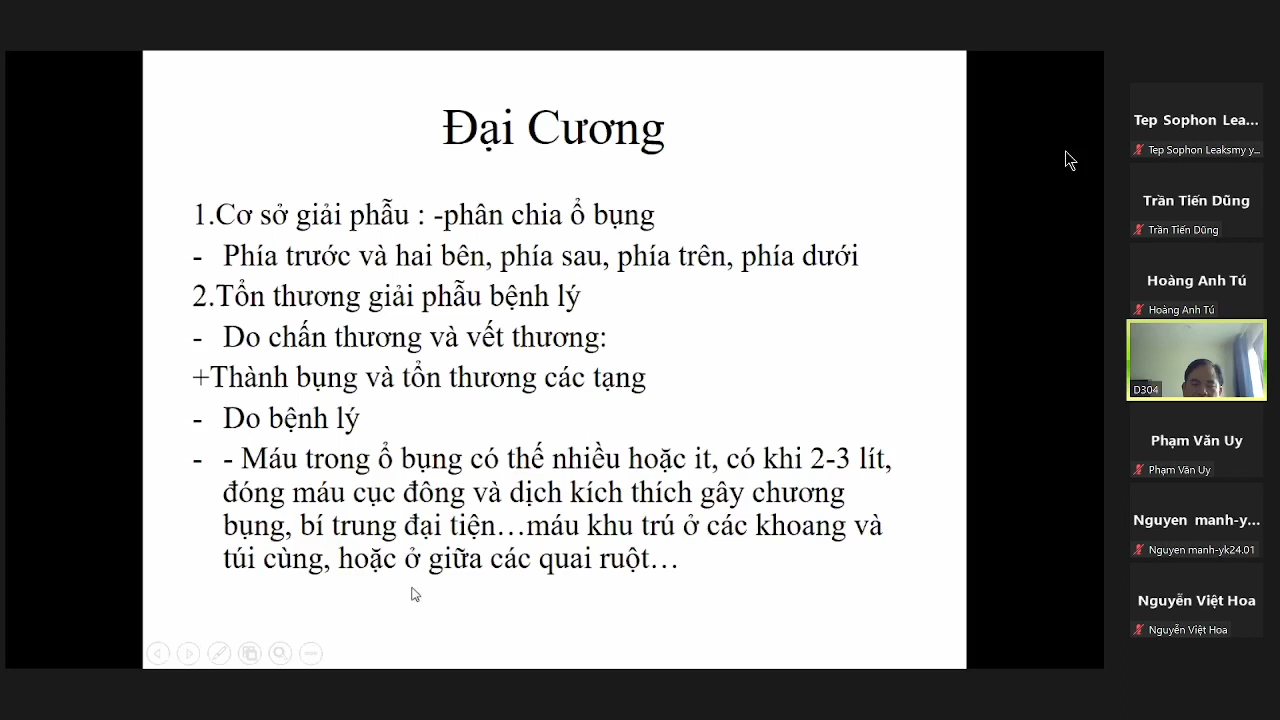 Đại Cương
1.Cơ sở giải phẫu : -phân chia ổ bụng
- Phía trước và hai bên, phía sau, phía trên, phía dưới
2.Tổn thương giải phẫu bệnh lý
- Do chấn thương và vết thương:
+Thành bụng và tổn thương các tạng
- Do bệnh lý
- - Máu trong ổ bụng có thế nhiều hoặc it, có khi 2-3 lít,
đóng máu cục đông và dịch kích thích gây chương
bụng, bí trung đại tiện…máu khu trú ở các khoang và
túi cùng, hoặc ở giữa các quai ruột…
Tep Sophon Lea...
Tep Sophon Leaksmy y...
Trần Tiến Dũng
Trần Tiến Dũng
Hoàng Anh Tú
Hoàng Anh Tú
D304
Phạm Văn Uy
Phạm Văn Uy
Nguyen manh-y...
Nguyen manh-yk24.01
Nguyễn Việt Hoa
Nguyễn Việt Hoa